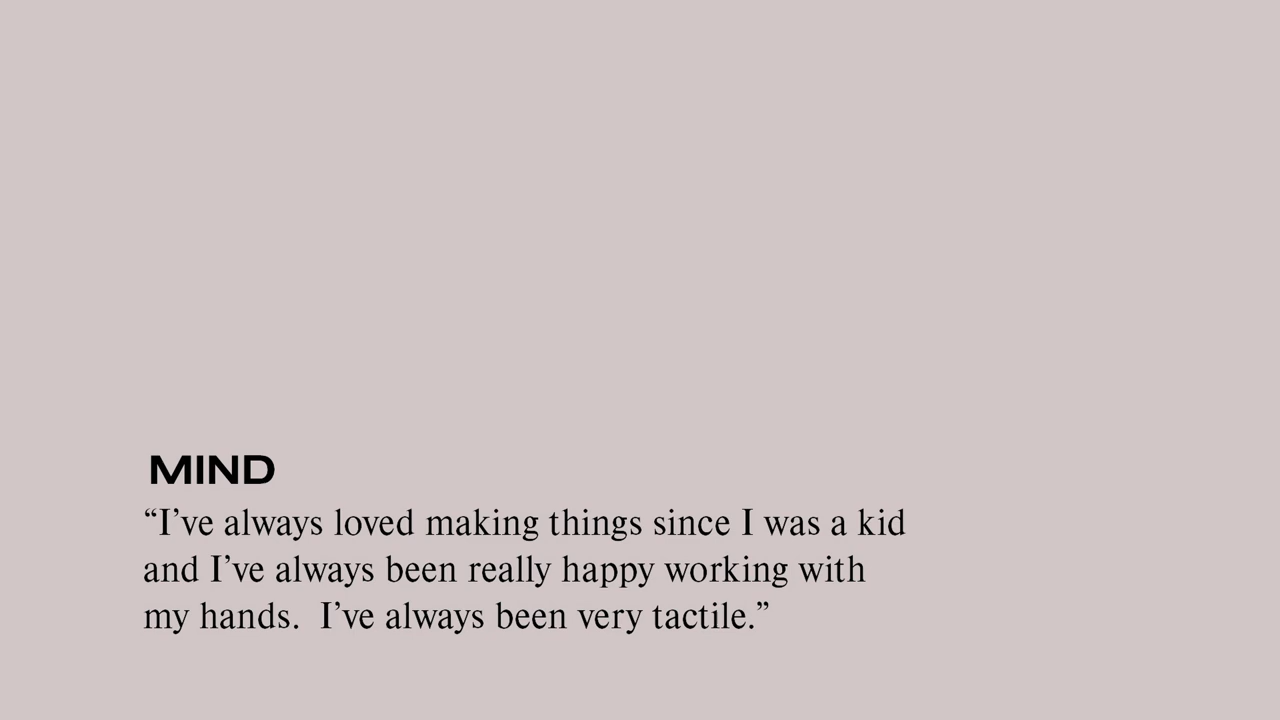 MIND
“I’ve always loved making things since I was a kid
and I’ve always been really happy working with
my hands.  I’ve always been very tactile.”